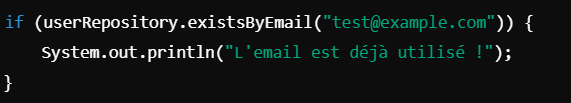 if (userRepository.existsByEmail("test@example.com")) {
    System.out.println("L'email est déjà utilisé !");
}